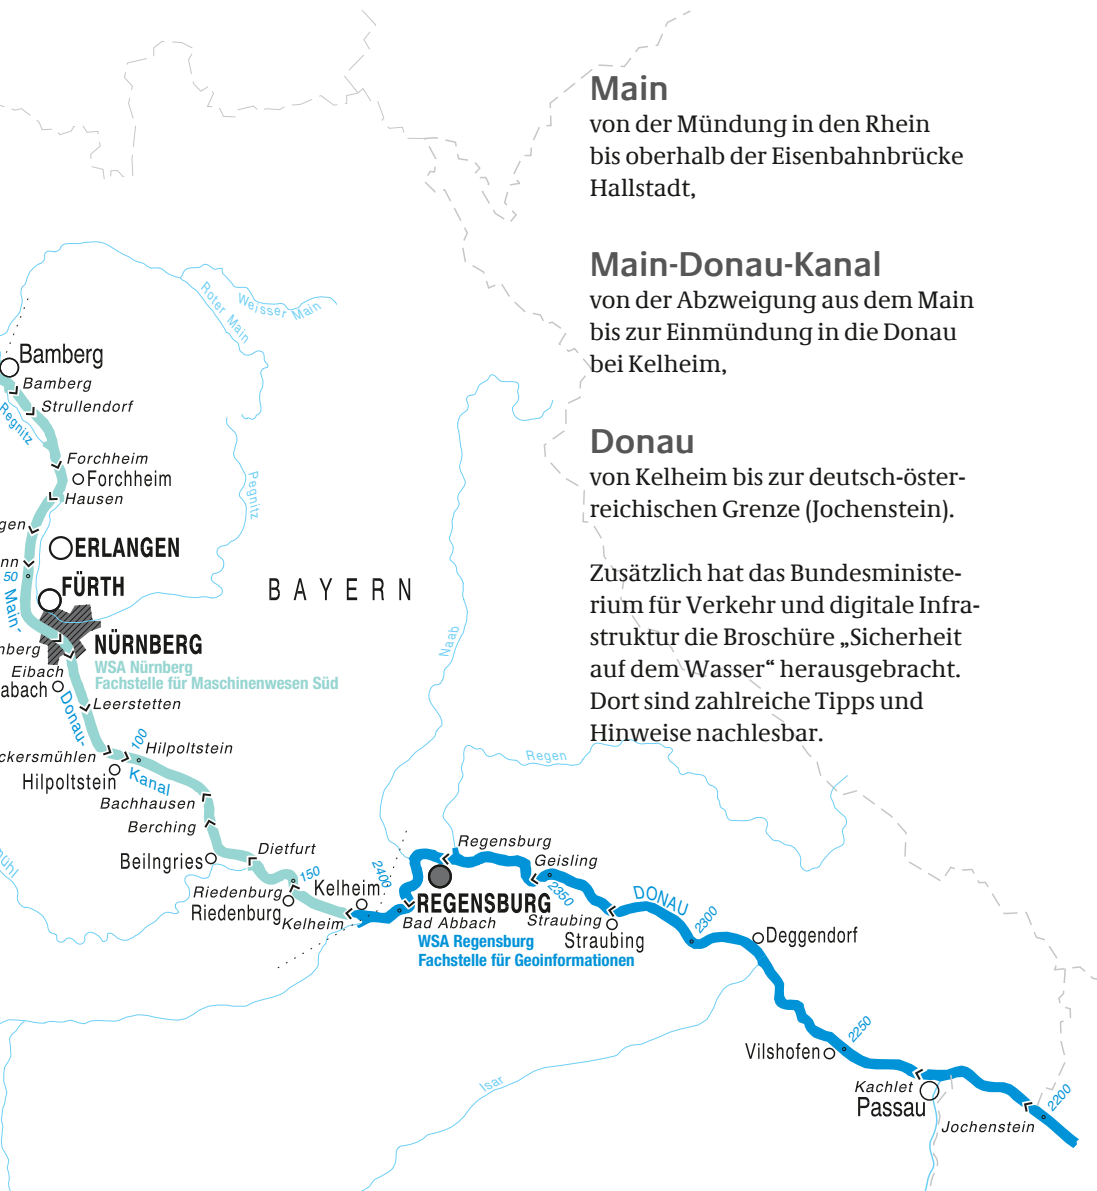 Main
von der Mündung in den Rhein
bis oberhalb der Eisenbahnbrücke
Hallstadt,
Main-Donau-Kanal
von der Abzweigung aus dem Main
bis zur Einmündung in die Donau
bei Kelheim,
Donau
von Kelheim bis zur deutsch-öster-
reichischen Grenze (Jochenstein).
Zusätzlich hat das Bundesministe-
rium für Verkehr und digitale Infra-
struktur die Broschüre „Sicherheit
auf dem Wasser“ herausgebracht.
Dort sind zahlreiche Tipps und
Hinweise nachlesbar.
Weisser Main
Roter Main
Bamberg
Bamberg
Strullendorf
Regnitz
Forchheim
Forchheim
Hausen
Pegnitz
gen
ERLANGEN
nn
50
FÜRTH
BAYERN
Main-
NÜRNBERG
nberg
WSA Nürnberg
Fachstelle für Maschinenwesen Süd
Eibach
abach
Naab
Donau-
Leerstetten
100
Hilpoltstein
ckersmühlen
Hilpoltstein
Kanal
Regen
Bachhausen
Berching
Beilngries
Dietfurt
mühl
150
Riedenburg
Riedenburg
Kelheim
Kelheim
2400
Regensburg
Geisling
2350
REGENSBURG
Bad Abbach
WSA Regensburg
Fachstelle für Geoinformationen
Straubing
Straubing
DONAU
2300
Deggendorf
Vilshofen
2250
Isar
Kachlet
Passau
2200
Jochenstein